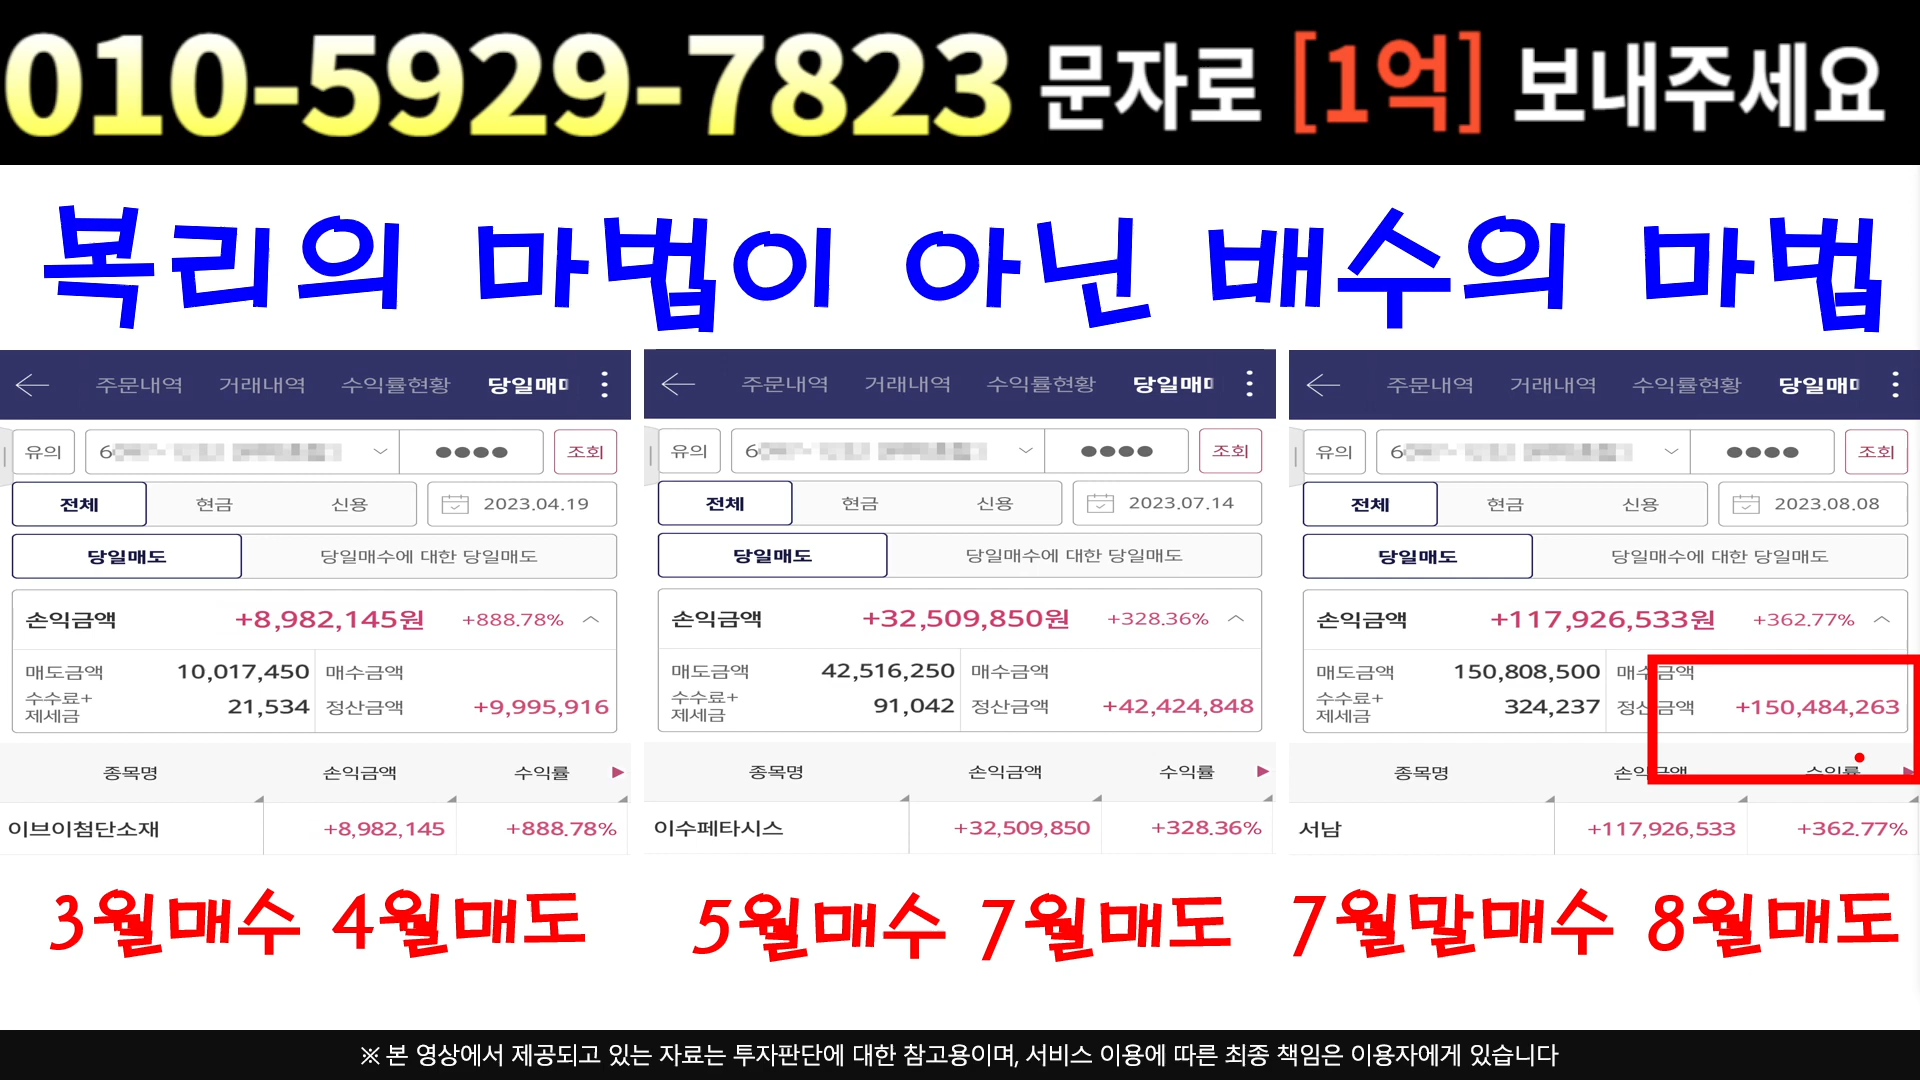 010-5929-7823 문자로 [1억] 보내주세요
복리의 마법이 아닌 배수의 마법
주문내역 거래내역 수익률현황 당일매
유의 6 ●●●● 조회
전체 현금 신용 2023.04.19
당일매도 당일매수에 대한 당일매도
손익금액 +8,982,145원 +888.78%
매도금액 10,017,450 매수금액
수수료+
제세금 21,534 정산금액 +9,995,916
종목명 손익금액 수익률
이브이첨단소재 +8,982,145 +888.78%
3월매수 4월매도
주문내역 거래내역 수익률현황 당일매
유의 6 ●●●● 조회
전체 현금 신용 2023.07.14
당일매도 당일매수에 대한 당일매도
손익금액 +32,509,850원 +328.36%
매도금액 42,516,250 매수금액
수수료+
제세금 91,042 정산금액 +42,424,848
종목명 손익금액 수익률
이수페타시스 +32,509,850 +328.36%
5월매수 7월매도
주문내역 거래내역 수익률현황 당일매
유의 6 ●●●● 조회
전체 현금 신용 2023.08.08
당일매도 당일매수에 대한 당일매도
손익금액 +117,926,533원 +362.77%
매도금액 150,808,500 매수금액
수수료+
제세금 324,237 정산금액 +150,484,263
종목명 손익금액 수익률
서남 +117,926,533 +362.77%
7월말매수 8월매도
※ 본 영상에서 제공되고 있는 자료는 투자판단에 대한 참고용이며, 서비스 이용에 따른 최종 책임은 이용자에게 있습니다